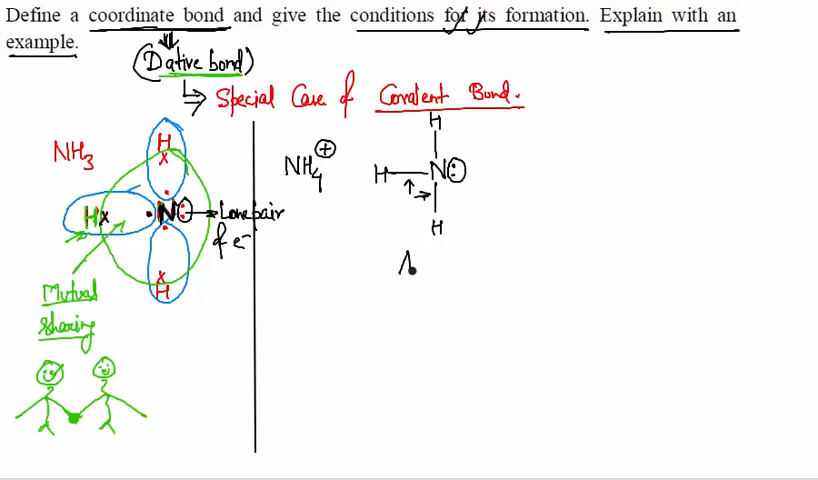 Define a coordinate bond and give the conditions for its formation. Explain with an
example.
(Dative bond)
Special Case of Covalent Bond.
NH3
H
x
Hx N: Lone pair
of e-
x
H
Mutual
Sharing
NH4+
H
H N:
H